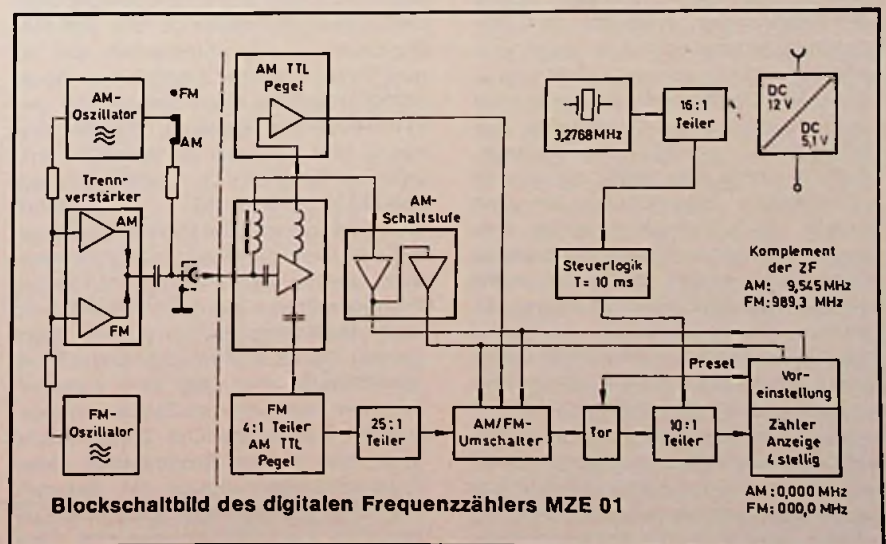 AM-
Oszillator
•FM
AM
Trenn-
verstärker
AM
FM
FM-
Oszillator
AM TTL
Pegel
AM-
Schaltstufe
FM
4:1 Teiler
AM TTL
Pegel
25:1
Teiler
AM/FM-
Umschalter
Tor
10:1
Teiler
3,2768 MHz
16:1
Teiler
Steuerlogik
T= 10 ms
DC
12 V
DC
5,1 V
Komplement
der ZF
AM: 9,545 MHz
FM: 989,3 MHz
Preset
Vor-
einstellung
Zähler
Anzeige
4 stellig
AM: 0,000 MHz
FM: 000,0 MHz
Blockschaltbild des digitalen Frequenzzählers MZE 01